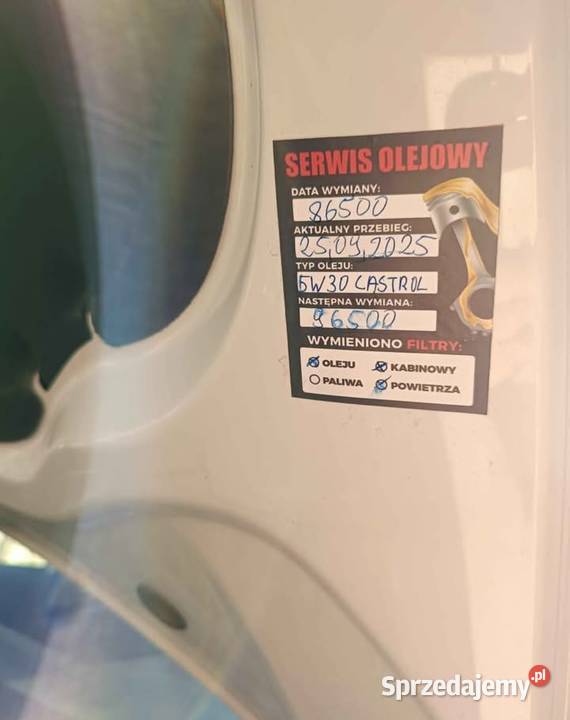 SERWIS OLEJOWY
DATA WYMIANY:
86500
AKTUALNY PRZEBIEG:
25,09,2025
TYP OLEJU:
5W30 CASTROL
NASTĘPNA WYMIANA:
96500
WYMIENIONO FILTRY:
OLEJU KABINOWY
PALIWA POWIETRZA
Sprzedajemy.pl